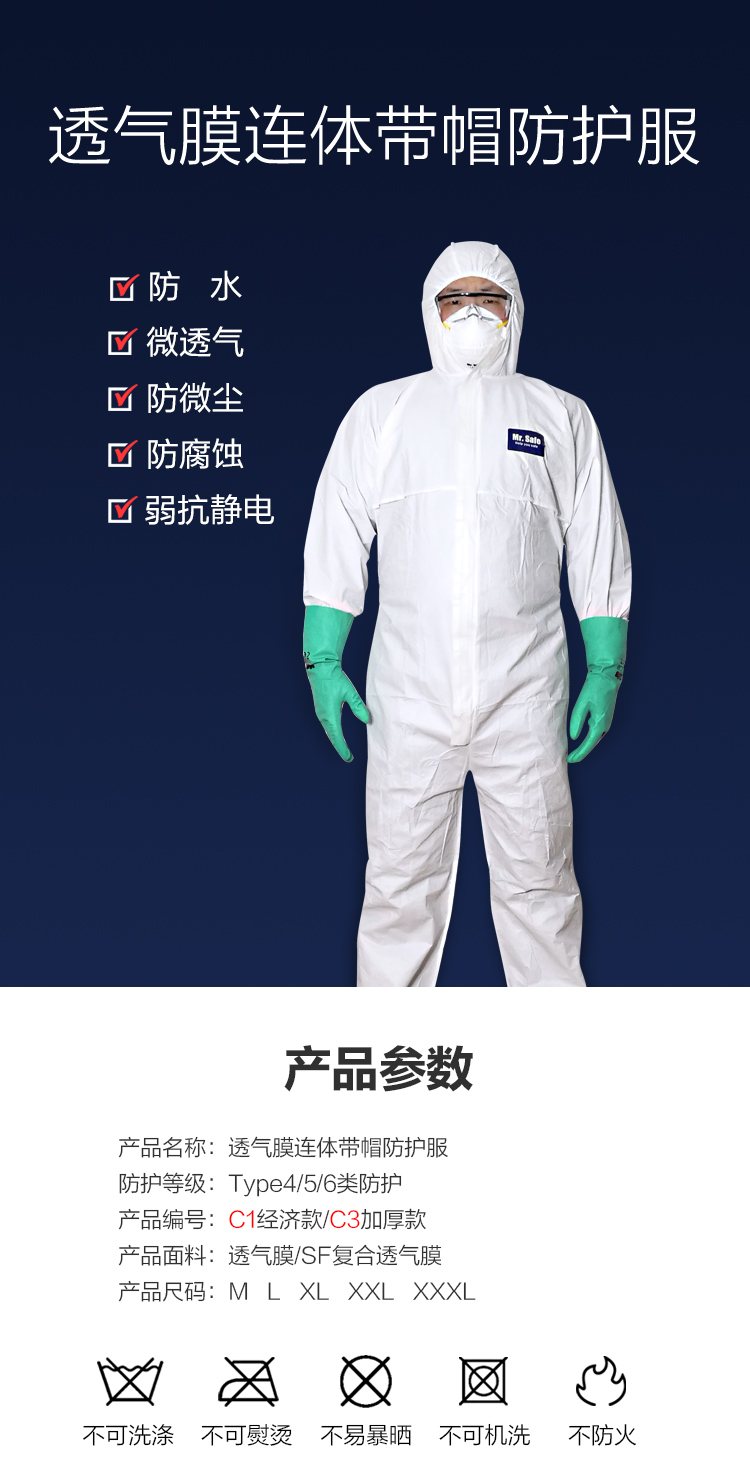 透气膜连体带帽防护服
防 水
微透气
防微尘
防腐蚀
弱抗静电
Mr. Safe
产品参数
产品名称：透气膜连体带帽防护服
防护等级：Type4/5/6类防护
产品编号：C1经济款/C3加厚款
产品面料：透气膜/SF复合透气膜
产品尺码：M L XL XXL XXXL
不可洗涤 不可熨烫 不易暴晒 不可机洗 不防火